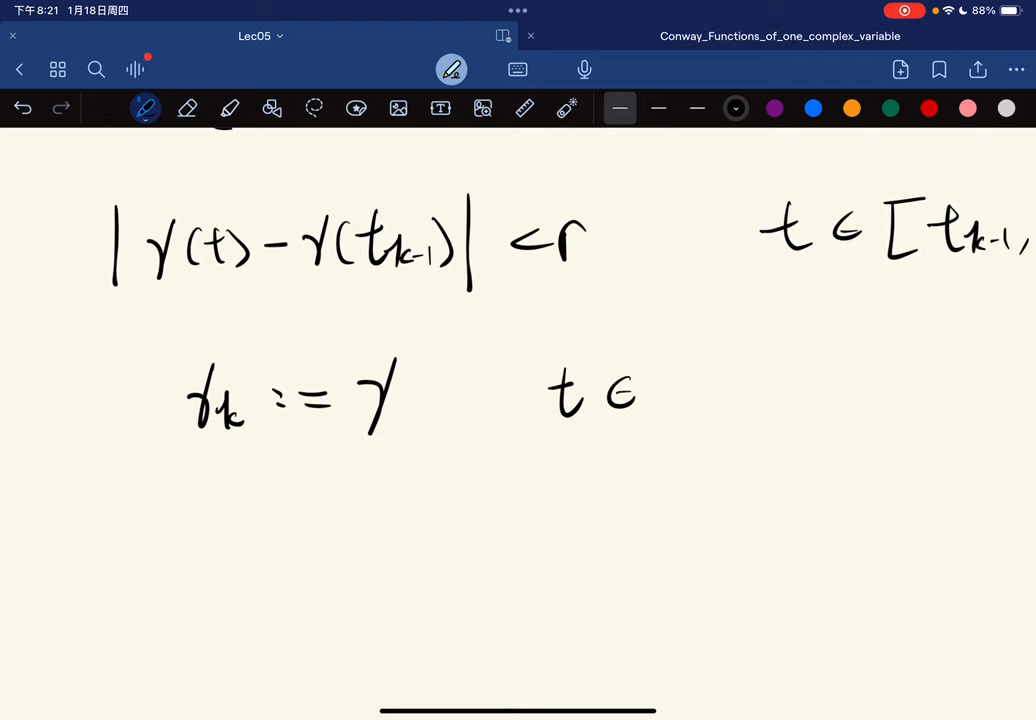 下午8:21 1月18日周四 88%
Lec05 Conway_Functions_of_one_complex_variable
|γ(t) - γ(t_{k-1})| < r t ∈ [t_{k-1},
γ_k := γ t ∈